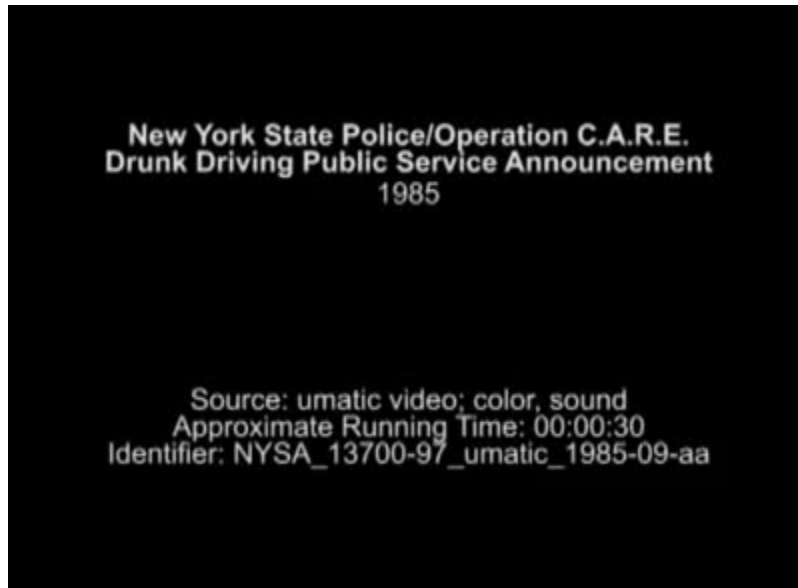 New York State Police/Operation C.A.R.E.
Drunk Driving Public Service Announcement
1985
Source: umatic video; color, sound
Approximate Running Time: 00:00:30
Identifier: NYSA_13700-97_umatic_1985-09-aa